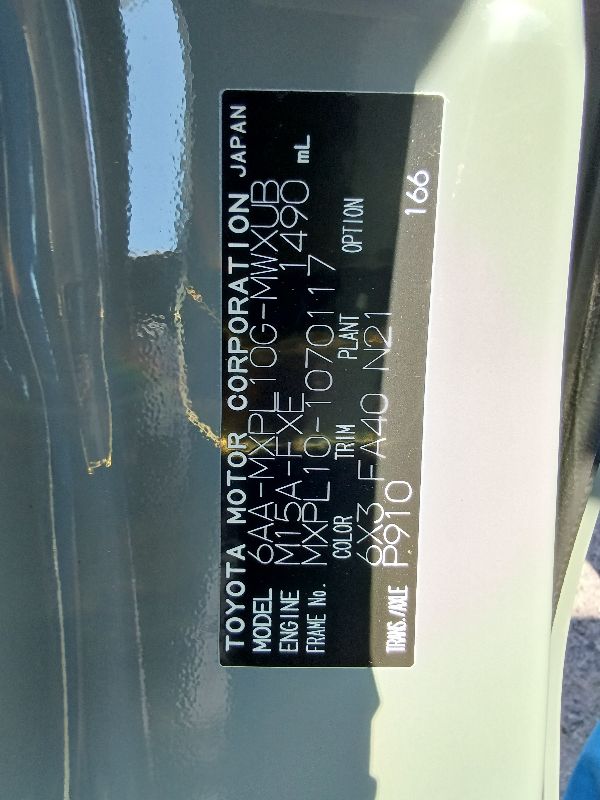 TOYOTA MOTOR CORPORATION JAPAN
MODEL 6AA-MXPL10G-MWXUB
ENGINE M15A-FXE 1490 mL
FRAME No. MXPL10-1070117
COLOR TRIM PLANT OPTION
6X3 FA40 N21
TRANS./AXLE P910 166